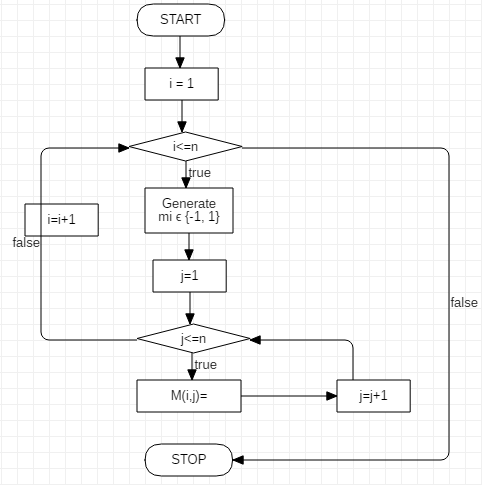 START
i = 1
i<=n
true
Generate
mi ϵ {-1, 1}
i=i+1
false
j=1
false
j<=n
true
M(i,j)=
j=j+1
STOP